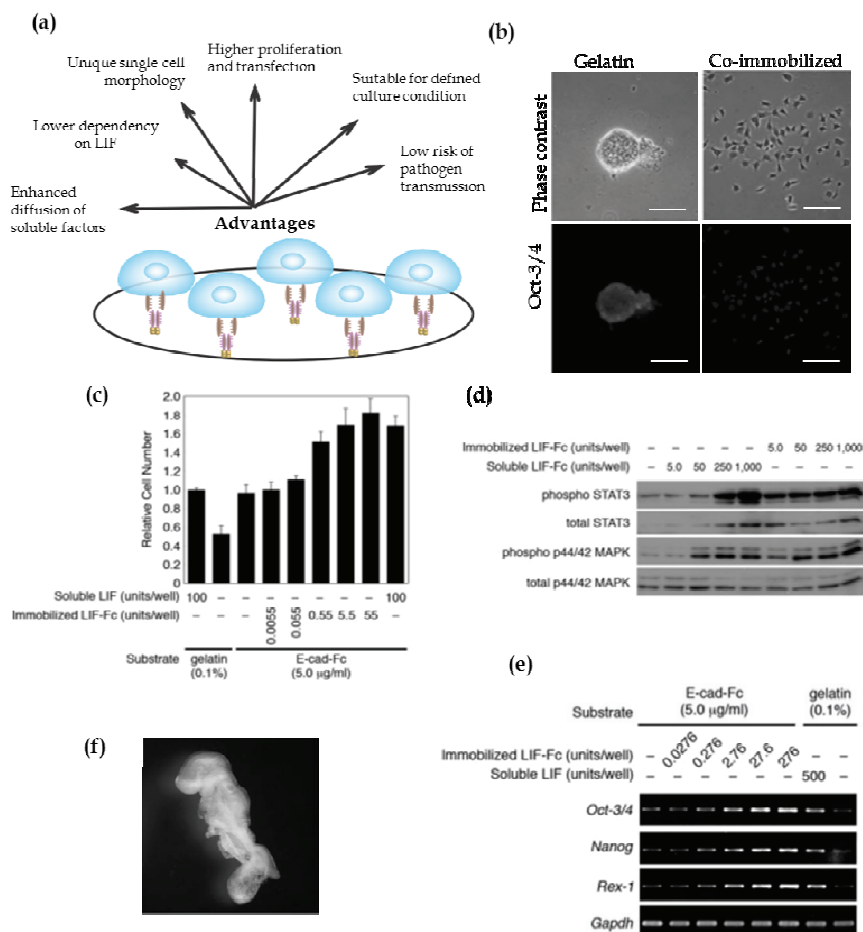 (a)
Higher proliferation
and transfection
Unique single cell
morphology
Suitable for defined
culture condition
Lower dependency
on LIF
Low risk of
pathogen
transmission
Enhanced
diffusion of
soluble factors
Advantages
(b)
Gelatin Co-immobilized
Phase contrast
Oct-3/4
(c)
Relative Cell Number
2.0
1.8
1.6
1.4
1.2
1.0
0.8
0.6
0.4
0.2
0
Soluble LIF (units/well) 100 – – – – – – – 100
Immobilized LIF-Fc (units/well) – – – 0.0055 0.055 0.55 5.5 55 –
Substrate gelatin (0.1%) E-cad-Fc (5.0 µg/ml)
(d)
Immobilized LIF-Fc (units/well) – – – – – 5.0 50 250 1,000
Soluble LIF-Fc (units/well) – 5.0 50 250 1,000 – – – –
phospho STAT3
total STAT3
phospho p44/42 MAPK
total p44/42 MAPK
(e)
Substrate E-cad-Fc (5.0 µg/ml) gelatin (0.1%)
Immobilized LIF-Fc (units/well) – 0.0276 0.276 2.76 27.6 276 – –
Soluble LIF (units/well) – – – – – – 500 –
Oct-3/4
Nanog
Rex-1
Gapdh
(f)